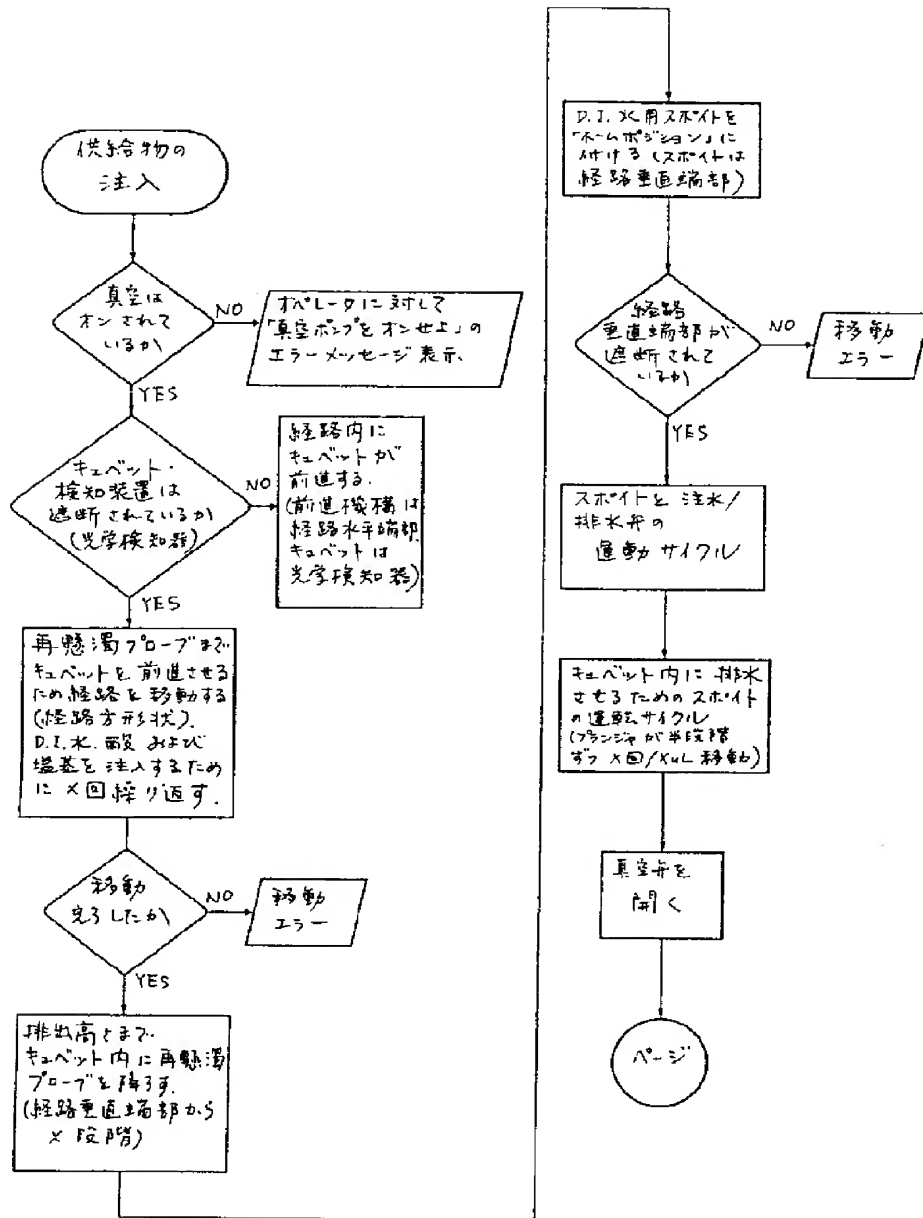 供給物の
注入
真空は
オンされて
いるか
NO
オペレータに対して
「真空ポンプをオンせよ」の
エラーメッセージ表示.
YES
キュベット・
検知装置は
遮断されているか
(光学検知器)
NO
経路内に
キュベットが
前進する.
(前進機構は
経路水平端部
キュベットは
光学検知器)
YES
再懸濁プローブまで
キュベットを前進させる
ため経路を移動する
(経路方形状).
D.I.水.酸および
塩基を注入するため
に×回繰り返す.
移動
完了したか
NO
移動
エラー
YES
排出高さまで
キュベット内に再懸濁
プローブを降ろす.
(経路垂直端部から
× 段階)
D.I.水用スポイトを
「ホームポジション」に
付ける (スポイトは
経路垂直端部)
経路
垂直端部が
遮断されて
いるか
NO
移動
エラー
YES
スポイトと注水/
排水弁の
運動サイクル
キュベット内に排水
させるためのスポイト
の運転サイクル
(プランジャが半段階
ずつ×回/XuL移動)
真空弁を
開く
ページ